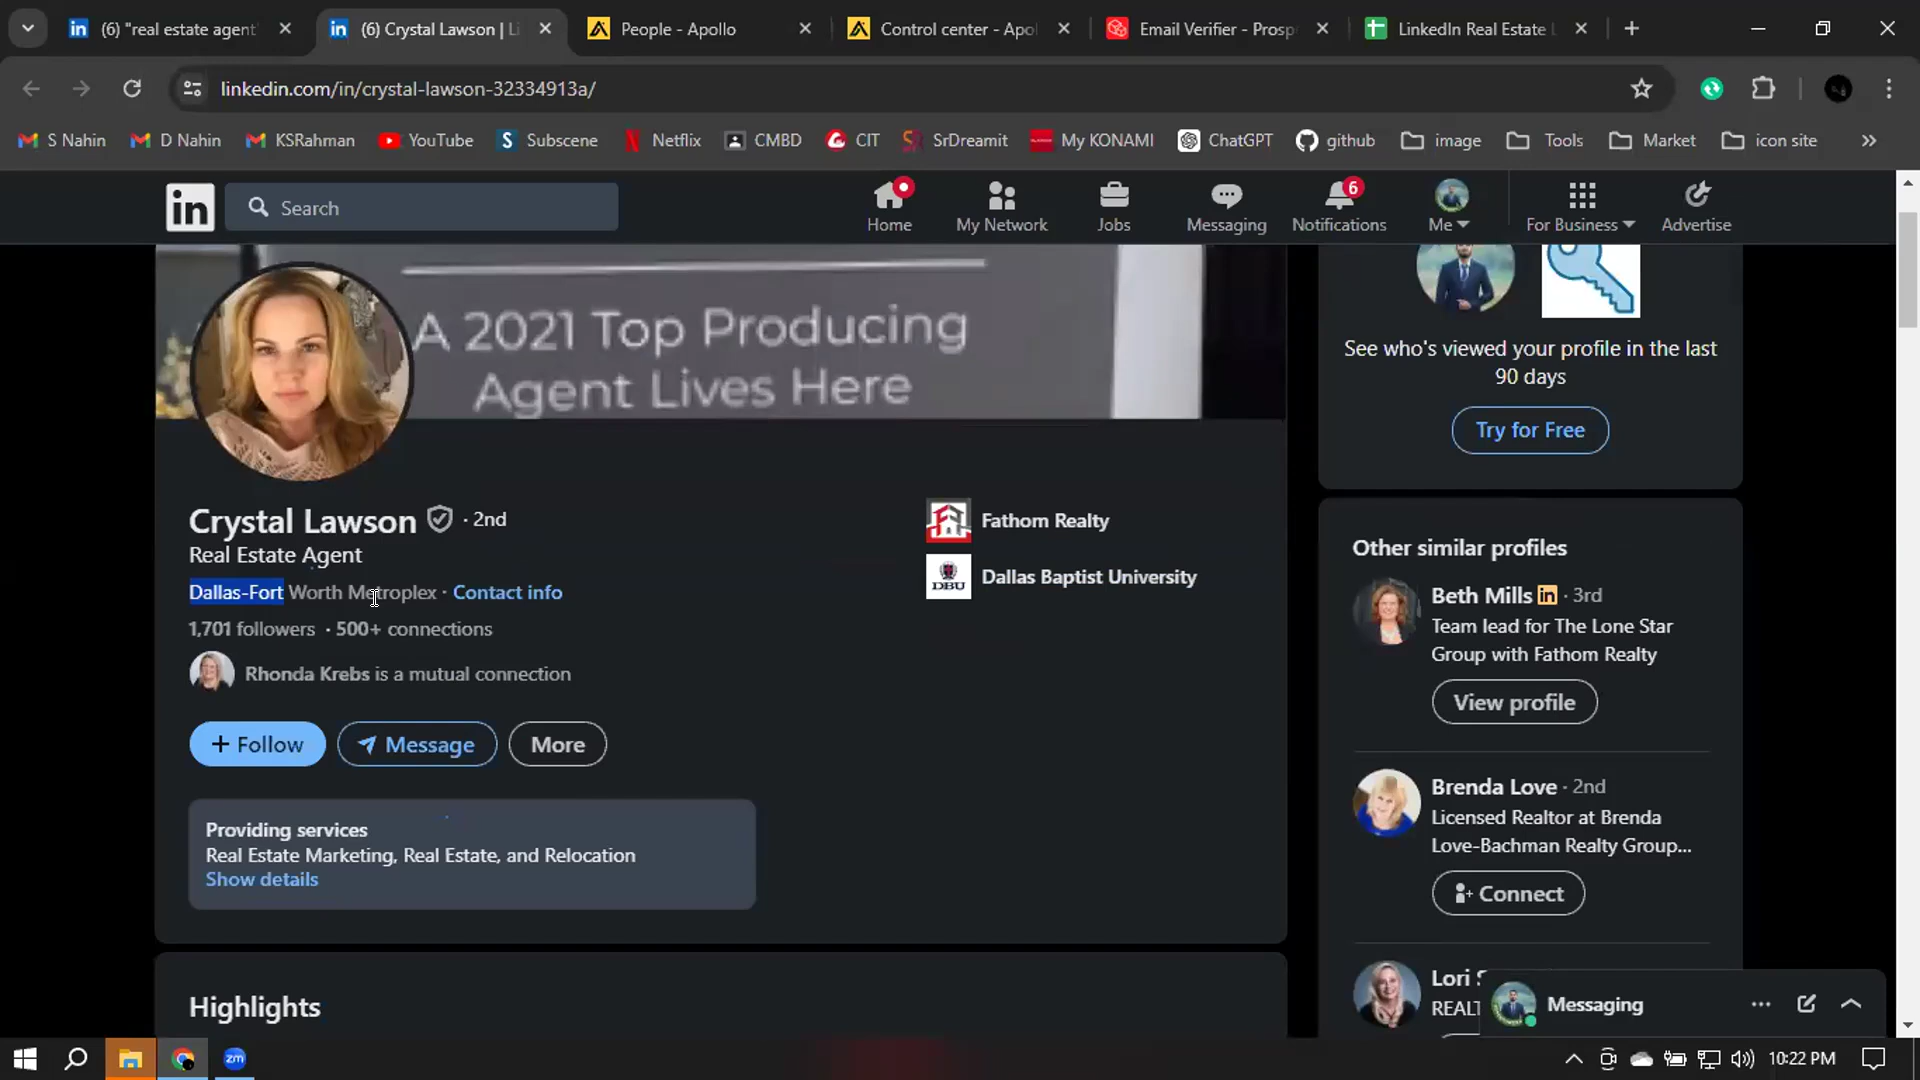 (6) "real estate agent"
(6) Crystal Lawson | Li
People - Apollo
Control center - Apol
Email Verifier - Prosp
LinkedIn Real Estate L
linkedin.com/in/crystal-lawson-32334913a/
S Nahin
D Nahin
KSRahman
YouTube
Subscene
Netflix
CMBD
CIT
SrDreamit
My KONAMI
ChatGPT
github
image
Tools
Market
icon site
Search
Home
My Network
Jobs
Messaging
6
Notifications
Me
For Business
Advertise
A 2021 Top Producing
Agent Lives Here
Crystal Lawson · 2nd
Real Estate Agent
Dallas-Fort Worth Metroplex · Contact info
1,701 followers · 500+ connections
Rhonda Krebs is a mutual connection
Follow
Message
More
Fathom Realty
DBU
Dallas Baptist University
Providing services
Real Estate Marketing, Real Estate, and Relocation
Show details
Highlights
See who's viewed your profile in the last
90 days
Try for Free
Other similar profiles
Beth Mills in · 3rd
Team lead for The Lone Star
Group with Fathom Realty
View profile
Brenda Love · 2nd
Licensed Realtor at Brenda
Love-Bachman Realty Group...
Connect
Lori
REAL
Messaging
zm
10:22 PM